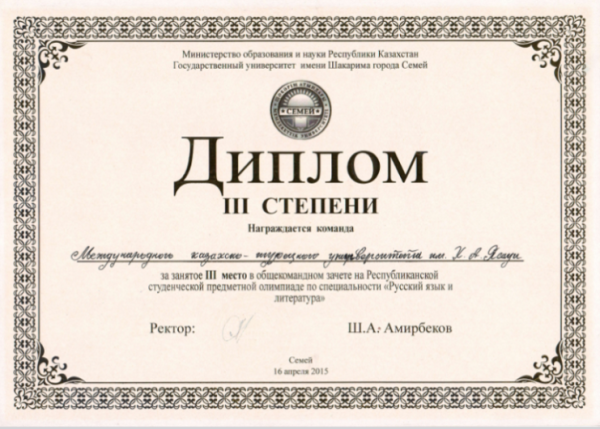 Министерство образования и науки Республики Казахстан
Государственный университет имени Шакарима города Семей
СЕМЕЙ
ДИПЛОМ
III СТЕПЕНИ
Награждается команда
Международного казахско-турецкого университета им. Х А Ясауи
за занятое III место в общекомандном зачете на Республиканской
студенческой предметной олимпиаде по специальности «Русский язык и
литература»
Ректор: Ш.А. Амирбеков
Семей
16 апреля 2015